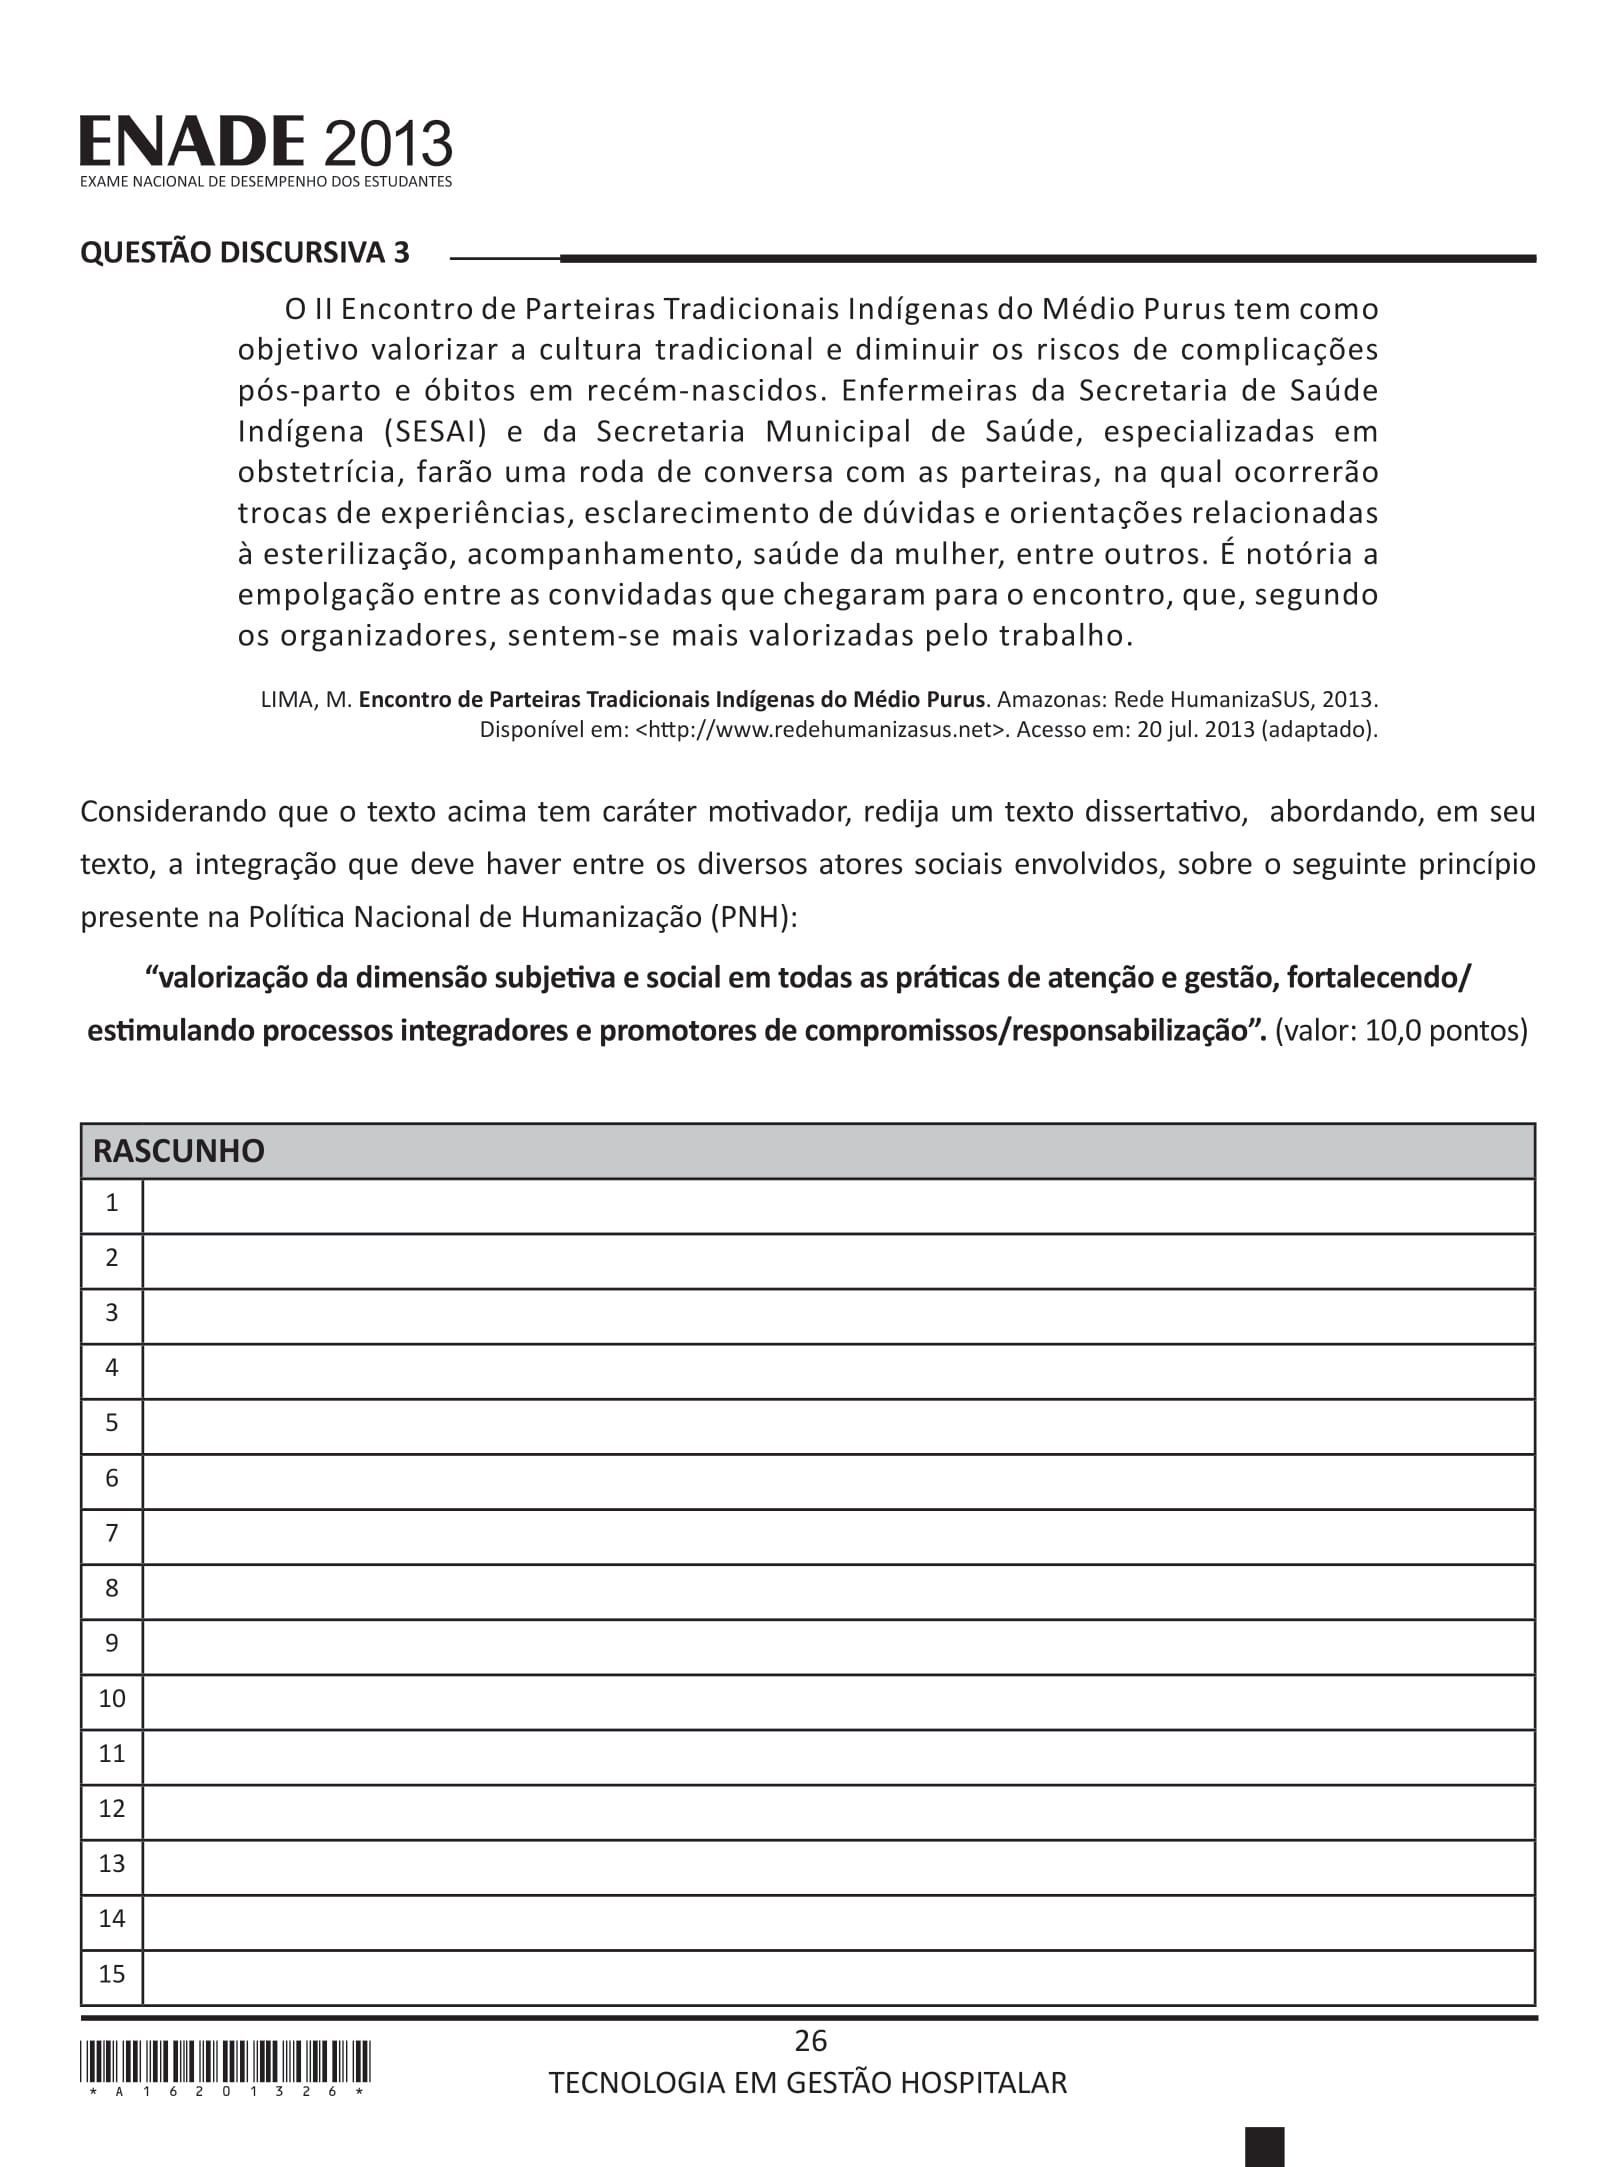 ENADE 2013
EXAME NACIONAL DE DESEMPENHO DOS ESTUDANTES
QUESTÃO DISCURSIVA 3
O II Encontro de Parteiras Tradicionais Indígenas do Médio Purus tem como
objetivo valorizar a cultura tradicional e diminuir os riscos de complicações
pós-parto e óbitos em recém-nascidos. Enfermeiras da Secretaria de Saúde
Indígena (SESAI) e da Secretaria Municipal de Saúde, especializadas em
obstetrícia, farão uma roda de conversa com as parteiras, na qual ocorrerão
trocas de experiências, esclarecimento de dúvidas e orientações relacionadas
à esterilização, acompanhamento, saúde da mulher, entre outros. É notória a
empolgação entre as convidadas que chegaram para o encontro, que, segundo
os organizadores, sentem-se mais valorizadas pelo trabalho.
LIMA, M. Encontro de Parteiras Tradicionais Indígenas do Médio Purus. Amazonas: Rede HumanizaSUS, 2013.
Disponível em: <http://www.redehumanizasus.net>. Acesso em: 20 jul. 2013 (adaptado).
Considerando que o texto acima tem caráter motivador, redija um texto dissertativo, abordando, em seu
texto, a integração que deve haver entre os diversos atores sociais envolvidos, sobre o seguinte princípio
presente na Política Nacional de Humanização (PNH):
“valorização da dimensão subjetiva e social em todas as práticas de atenção e gestão, fortalecendo/
estimulando processos integradores e promotores de compromissos/responsabilização”. (valor: 10,0 pontos)
RASCUNHO
1
2
3
4
5
6
7
8
9
10
11
12
13
14
15
26
TECNOLOGIA EM GESTÃO HOSPITALAR
* A 1 6 2 0 1 3 2 6 *